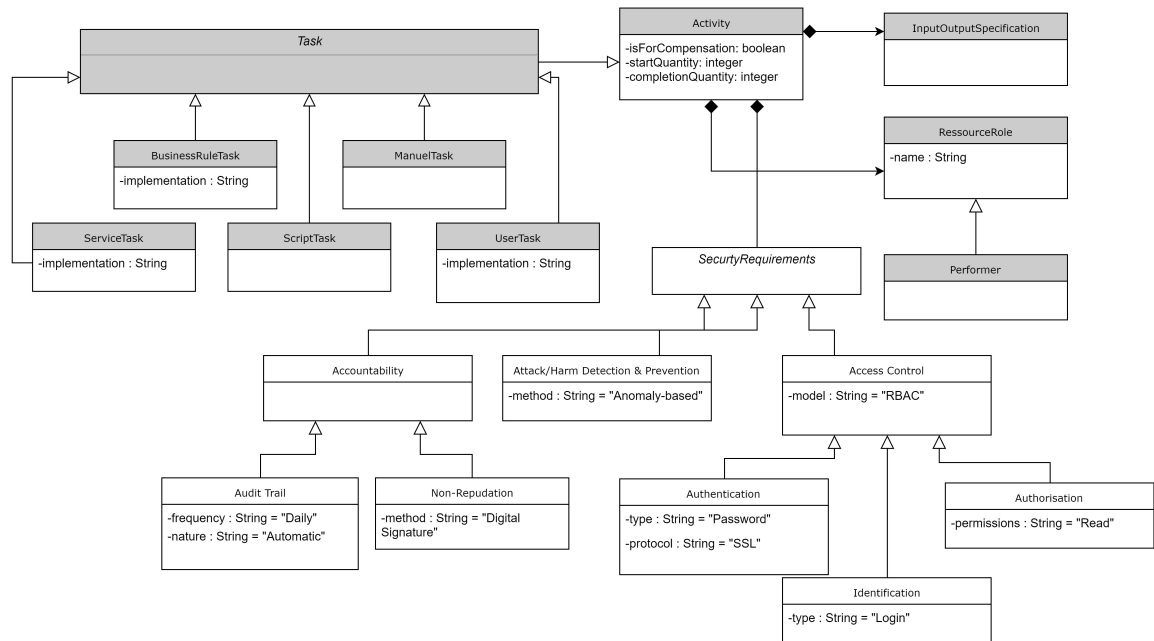 Task
Activity
-isForCompensation: boolean
-startQuantity: integer
-completionQuantity: integer
InputOutputSpecification
BusinessRuleTask
-implementation : String
ManuelTask
RessourceRole
-name : String
ServiceTask
-implementation : String
ScriptTask
UserTask
-implementation : String
SecurtyRequirements
Performer
Accountability
Attack/Harm Detection & Prevention
-method : String = "Anomaly-based"
Access Control
-model : String = "RBAC"
Audit Trail
-frequency : String = "Daily"
-nature : String = "Automatic"
Non-Repudation
-method : String = "Digital
Signature"
Authentication
-type : String = "Password"
-protocol : String = "SSL"
Authorisation
-permissions : String = "Read"
Identification
-type : String = "Login"